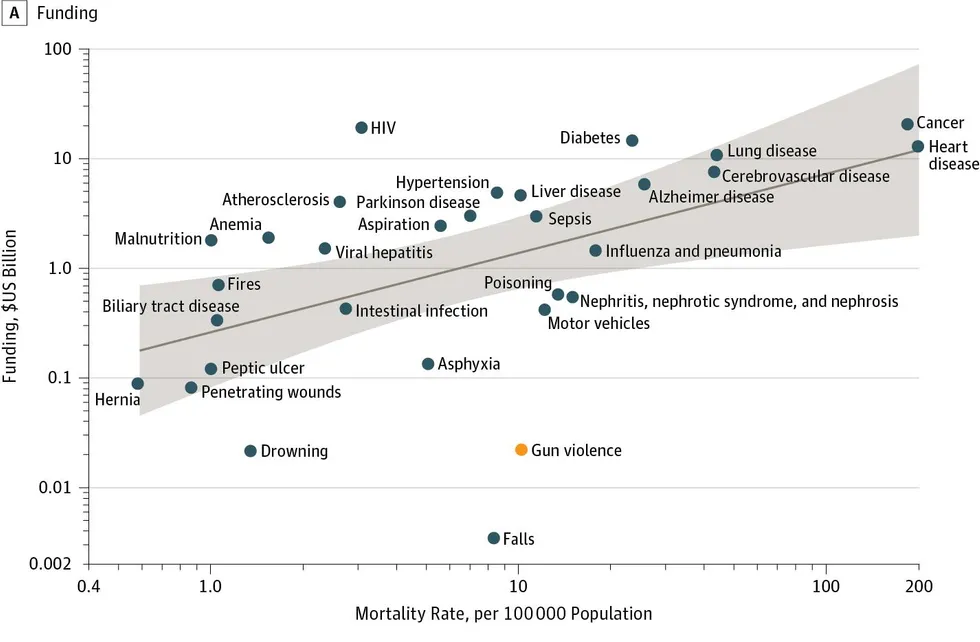 A Funding
100
10
1.0
0.1
0.01
0.002
Funding, $US Billion
HIV
Diabetes
Cancer
Heart
disease
Lung disease
Cerebrovascular disease
Alzheimer disease
Hypertension
Liver disease
Atherosclerosis
Parkinson disease
Sepsis
Anemia
Aspiration
Malnutrition
Viral hepatitis
Influenza and pneumonia
Fires
Poisoning
Nephritis, nephrotic syndrome, and nephrosis
Biliary tract disease
Intestinal infection
Motor vehicles
Peptic ulcer
Asphyxia
Hernia
Penetrating wounds
Drowning
Gun violence
Falls
0.4
1.0
10
100
200
Mortality Rate, per 100 000 Population